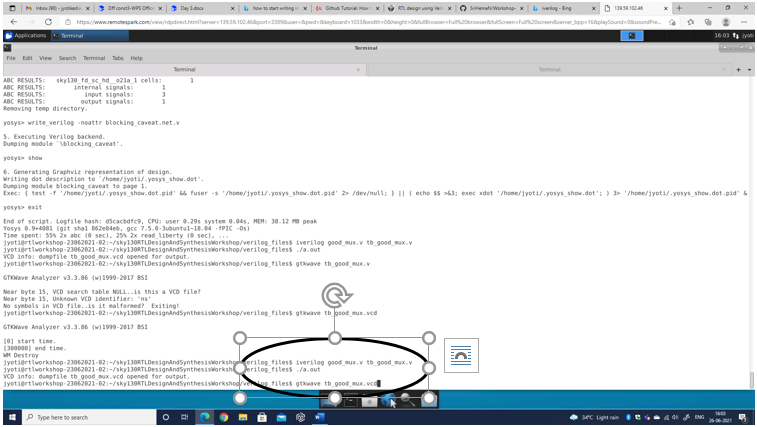 Inbox (90) - jyotiledi
Off const3-WPS Office
Day 3.docx
how to start writing in
Github Tutorial: How
RTL design using Veri
SriHemafi/Workshop-
iverilog - Bing
139.59.102.46
https://www.remotespark.com/view/rdpdirect.html?server=139.59.102.46&port=3389&user=&pwd=&keyboard=1033&width=0&height=0&fullBrowser=Full%20browser&fullScreen=Full%20screen&server_bpp=16&playSound=0&soundPre...
Applications
Terminal
16:03
jyoti
Terminal
File Edit View Search Terminal Tabs Help
Terminal
Terminal
ABC RESULTS: sky130_fd_sc_hd__o21a_1 cells: 1
ABC RESULTS: internal signals: 1
ABC RESULTS: input signals: 3
ABC RESULTS: output signals: 1
Removing temp directory.
yosys> write_verilog -noattr blocking_caveat.net.v
5. Executing Verilog backend.
Dumping module `\blocking_caveat'.
yosys> show
6. Generating Graphviz representation of design.
Writing dot description to `/home/jyoti/.yosys_show.dot'.
Dumping module blocking_caveat to page 1.
Exec: { test -f '/home/jyoti/.yosys_show.dot.pid' && fuser -s '/home/jyoti/.yosys_show.dot.pid' 2> /dev/null; } || ( echo $$ >&3; exec xdot '/home/jyoti/.yosys_show.dot'; ) 3> '/home/jyoti/.yosys_show.dot.pid' &
yosys> exit
End of script. Logfile hash: d5cacbdfc9, CPU: user 0.29s system 0.04s, MEM: 38.12 MB peak
Yosys 0.9+4081 (git sha1 862e84eb, gcc 7.5.0-3ubuntu1~18.04 -fPIC -Os)
Time spent: 55% 2x abc (0 sec), 25% 2x read_liberty (0 sec), ...
jyoti@rtlworkshop-23062021-02:~/sky130RTLDesignAndSynthesisWorkshop/verilog_files$ iverilog good_mux.v tb_good_mux.v
jyoti@rtlworkshop-23062021-02:~/sky130RTLDesignAndSynthesisWorkshop/verilog_files$ ./a.out
VCD info: dumpfile tb_good_mux.vcd opened for output.
jyoti@rtlworkshop-23062021-02:~/sky130RTLDesignAndSynthesisWorkshop/verilog_files$ gtkwave tb_good_mux.v
GTKWave Analyzer v3.3.86 (w)1999-2017 BSI
Near byte 15, VCD search table NULL..is this a VCD file?
Near byte 15, Unknown VCD identifier: 'ns'
No symbols in VCD file..is it malformed? Exiting!
jyoti@rtlworkshop-23062021-02:~/sky130RTLDesignAndSynthesisWorkshop/verilog_files$ gtkwave tb_good_mux.vcd
GTKWave Analyzer v3.3.86 (w)1999-2017 BSI
[0] start time.
[300000] end time.
WM Destroy
jyoti@rtlworkshop-23062021-02:~/sky130RTLDesignAndSynthesisWorkshop/verilog_files$ iverilog good_mux.v tb_good_mux.v
jyoti@rtlworkshop-23062021-02:~/sky130RTLDesignAndSynthesisWorkshop/verilog_files$ ./a.out
VCD info: dumpfile tb_good_mux.vcd opened for output.
jyoti@rtlworkshop-23062021-02:~/sky130RTLDesignAndSynthesisWorkshop/verilog_files$ gtkwave tb_good_mux.vcd
Type here to search
34°C Light rain
ENG
16:03
26-06-2021